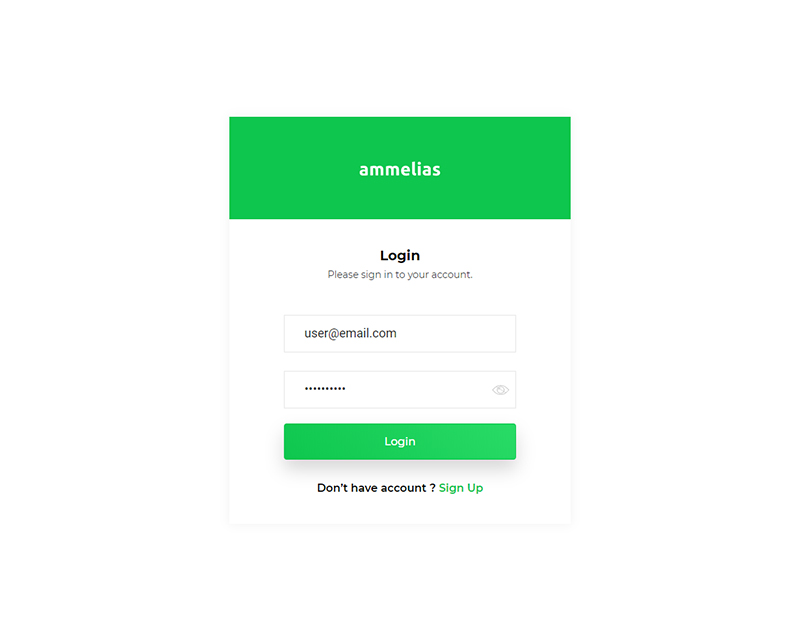 ammelias
Login
Please sign in to your account.
user@email.com
••••••••••
Login
Don't have account ? Sign Up